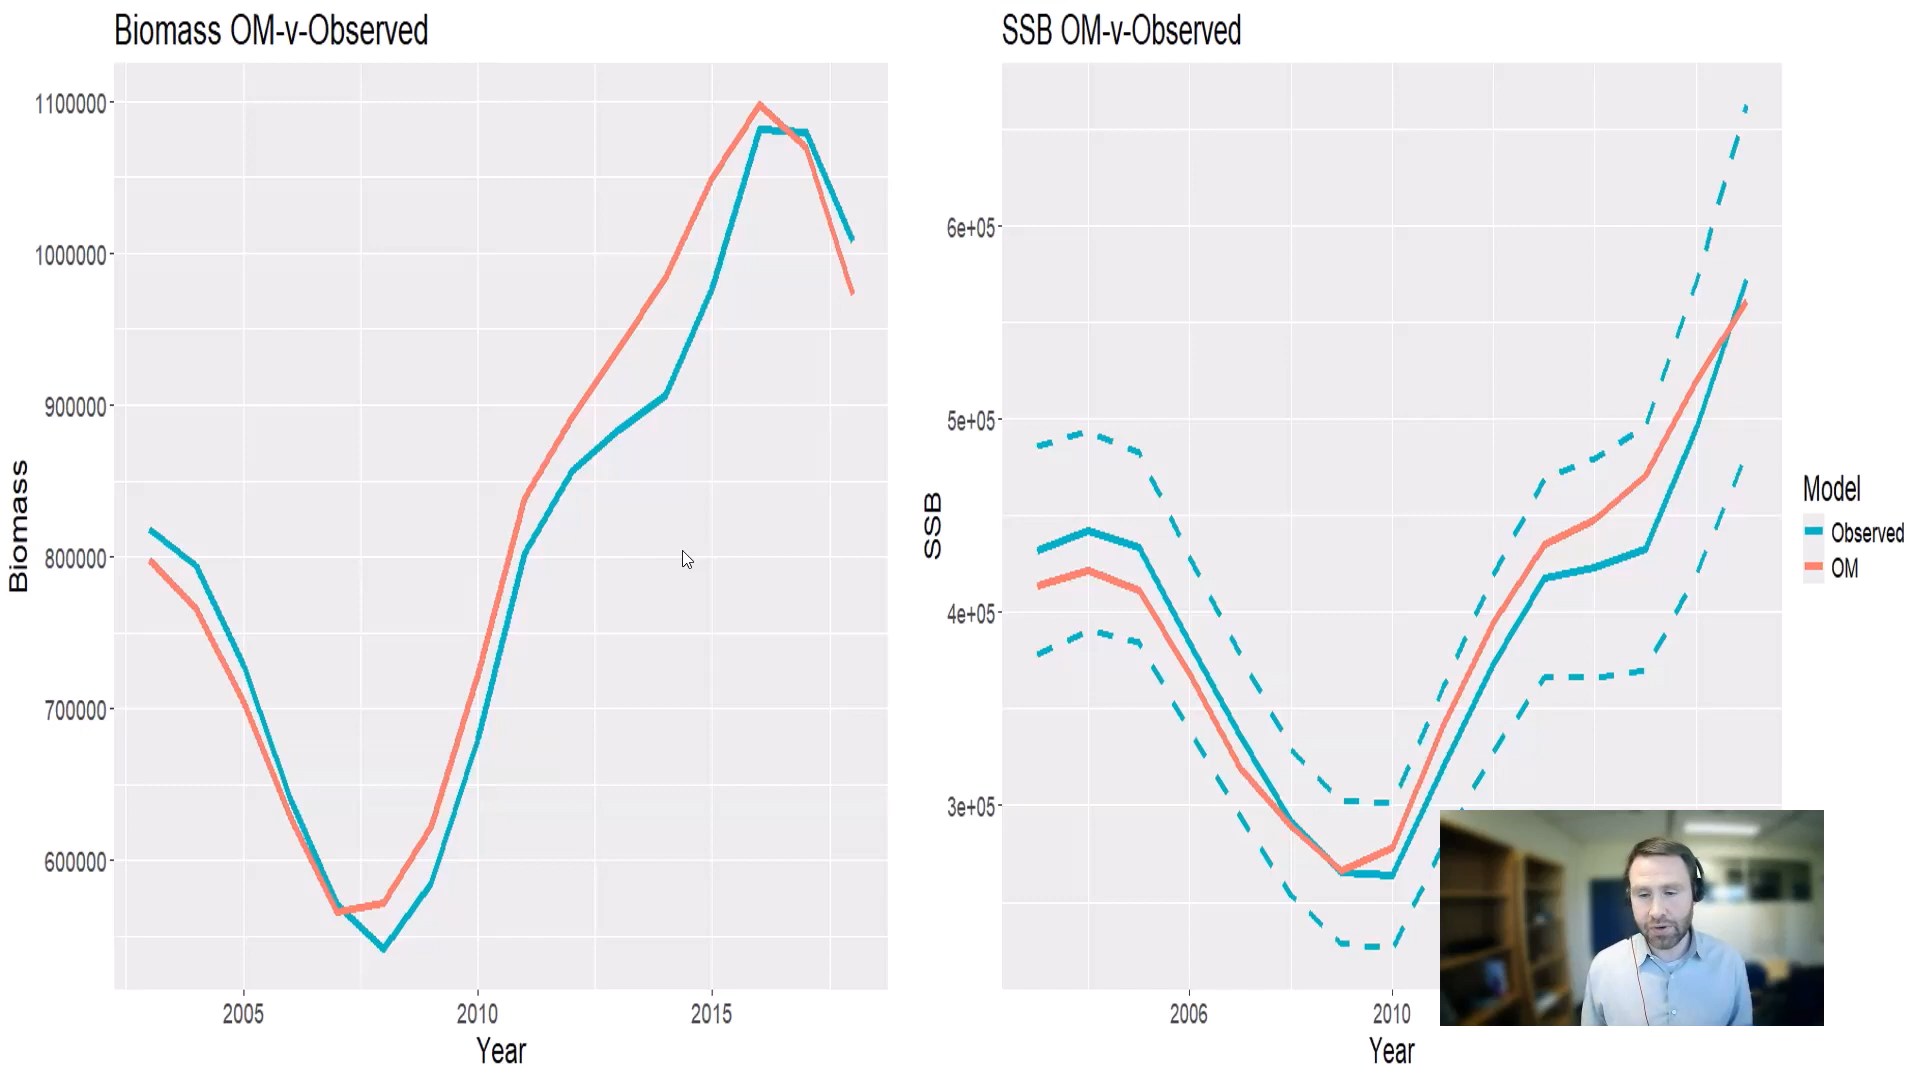 Biomass OM-v-Observed
1100000
1000000
900000
800000
700000
600000
Biomass
2005
2010
2015
Year
SSB OM-v-Observed
6e+05
5e+05
4e+05
3e+05
SSB
2006
2010
Year
Model
Observed
OM